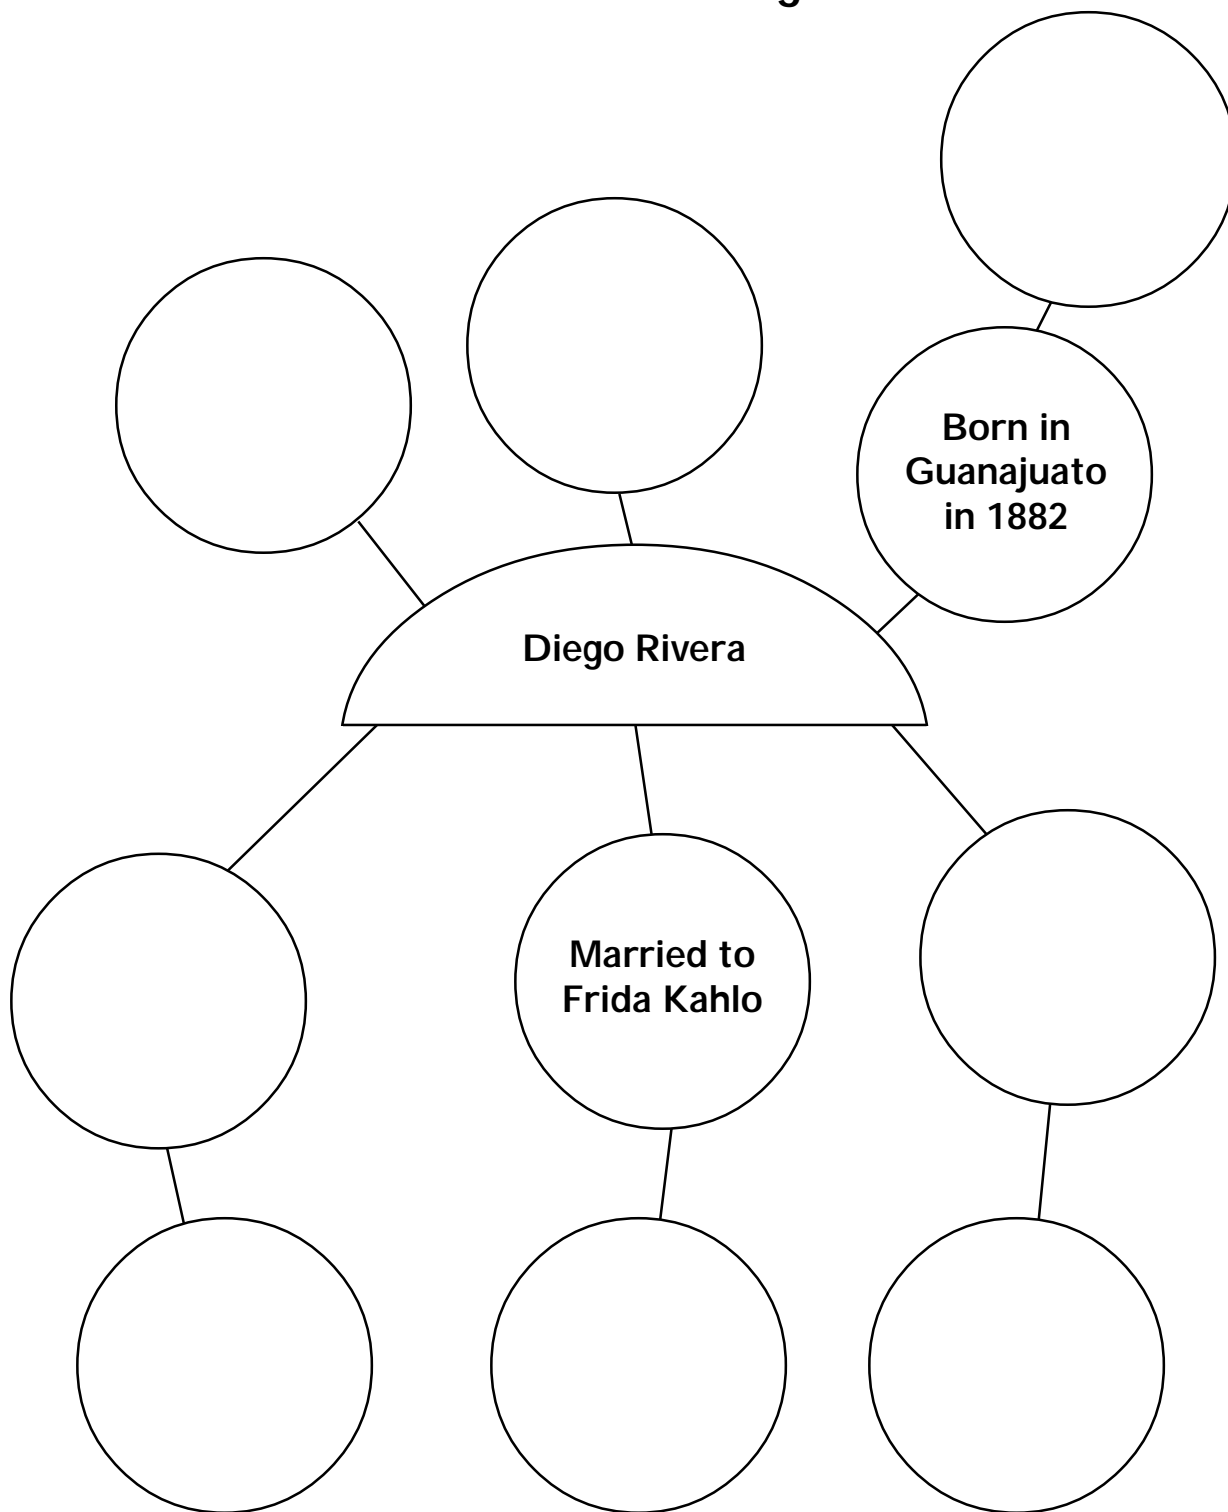 Born in
Guanajuato
in 1882
Diego Rivera
Married to
Frida Kahlo